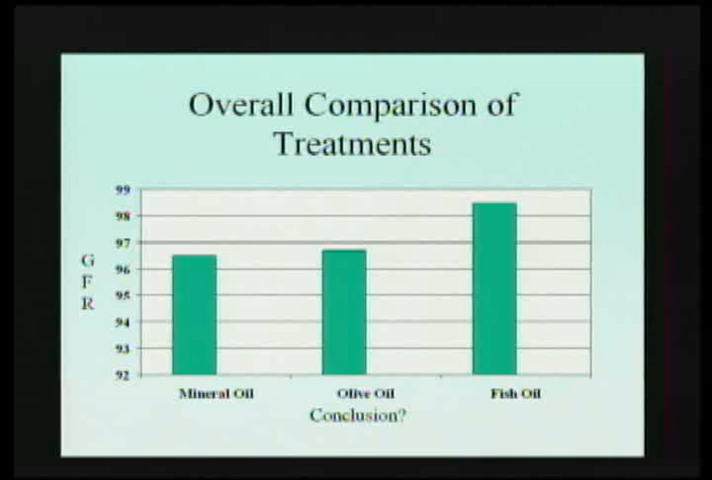 Overall Comparison of
Treatments
99
98
97
96
95
94
93
92
G
F
R
Mineral Oil Olive Oil Fish Oil
Conclusion?